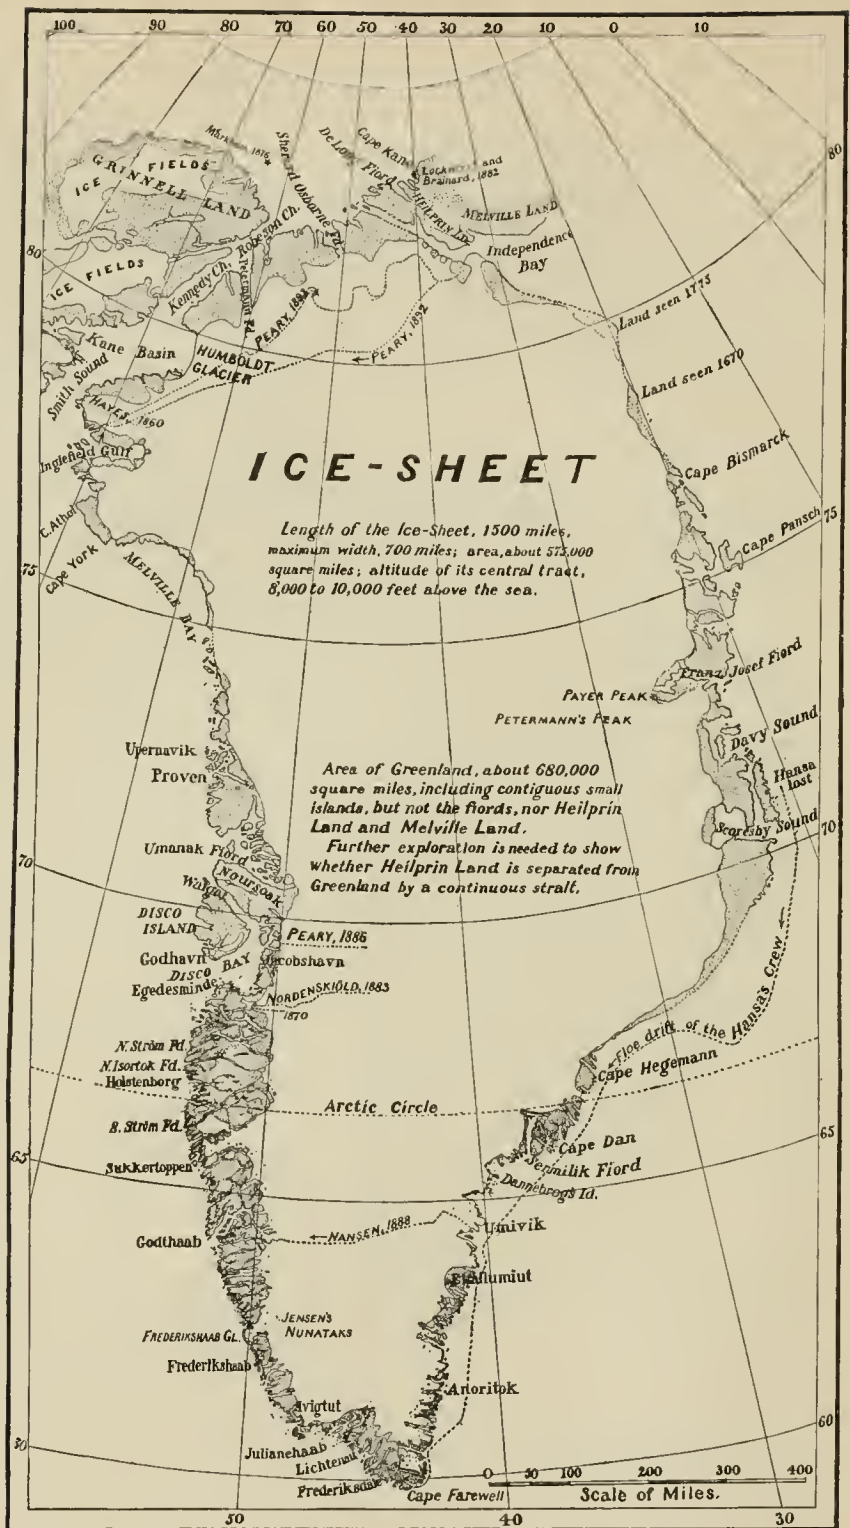 100 90 80 70 60 50 40 30 20 10 0 10
80
1876
Cape Kane
De Long Fiord
and
Brainard, 1882
Osborne Fd.
GRINNELL LAND
ICE FIELDS
HEILPRIN LD.
MELVILLE LAND
Independence
Bay
Robeson Ch.
Kennedy Ch.
Petermann Fd.
80
ICE FIELDS
PEARY, 1892
Land seen 1775
Kane Basin
Smith Sound
HUMBOLDT
GLACIER
Land seen 1670
HAYES, 1860
Inglefield Gulf
Cape Bismarck
ICE-SHEET
C. Athol
Cape York
75
MELVILLE BAY
Length of the Ice-Sheet, 1500 miles,
maximum width, 700 miles; area, about 575,000
square miles; altitude of its central tract,
8,000 to 10,000 feet above the sea.
Cape Pansch
75
Franz Josef Fiord
PAYER PEAK
PETERMANN'S PEAK
Davy Sound
Hansa
lost
Upernavik
Proven
Area of Greenland, about 680,000
square miles, including contiguous small
islands, but not the fiords, nor Heilprin
Land and Melville Land.
Further exploration is needed to show
whether Heilprin Land is separated from
Greenland by a continuous strait.
Scoresby Sound
70
Umanak Fiord
70
Noursoak
Waigat
DISCO
ISLAND
PEARY, 1886
Godhavn
DISCO BAY
Jacobshavn
Egedesminde
NORDENSKIÖLD, 1883
1870
Floe drift of the Hansa's Crew
N. Ström Fd.
N. Isortok Fd.
Holstenborg
Cape Hegemann
Arctic Circle
S. Ström Fd.
Cape Dan
65
65
Sukkertoppen
Sermilik Fiord
Dannebrog's Id.
Godthaab
NANSEN, 1888
Umivik
JENSEN'S
NUNATAKS
FREDERIKSHAAB GL.
Frederikshaab
Anoritok
Ivigtut
60
60
Julianehaab
Lichtenau
Frederiksdal
Cape Farewell
0 50 100 200 300 400
Scale of Miles.
50 40 30